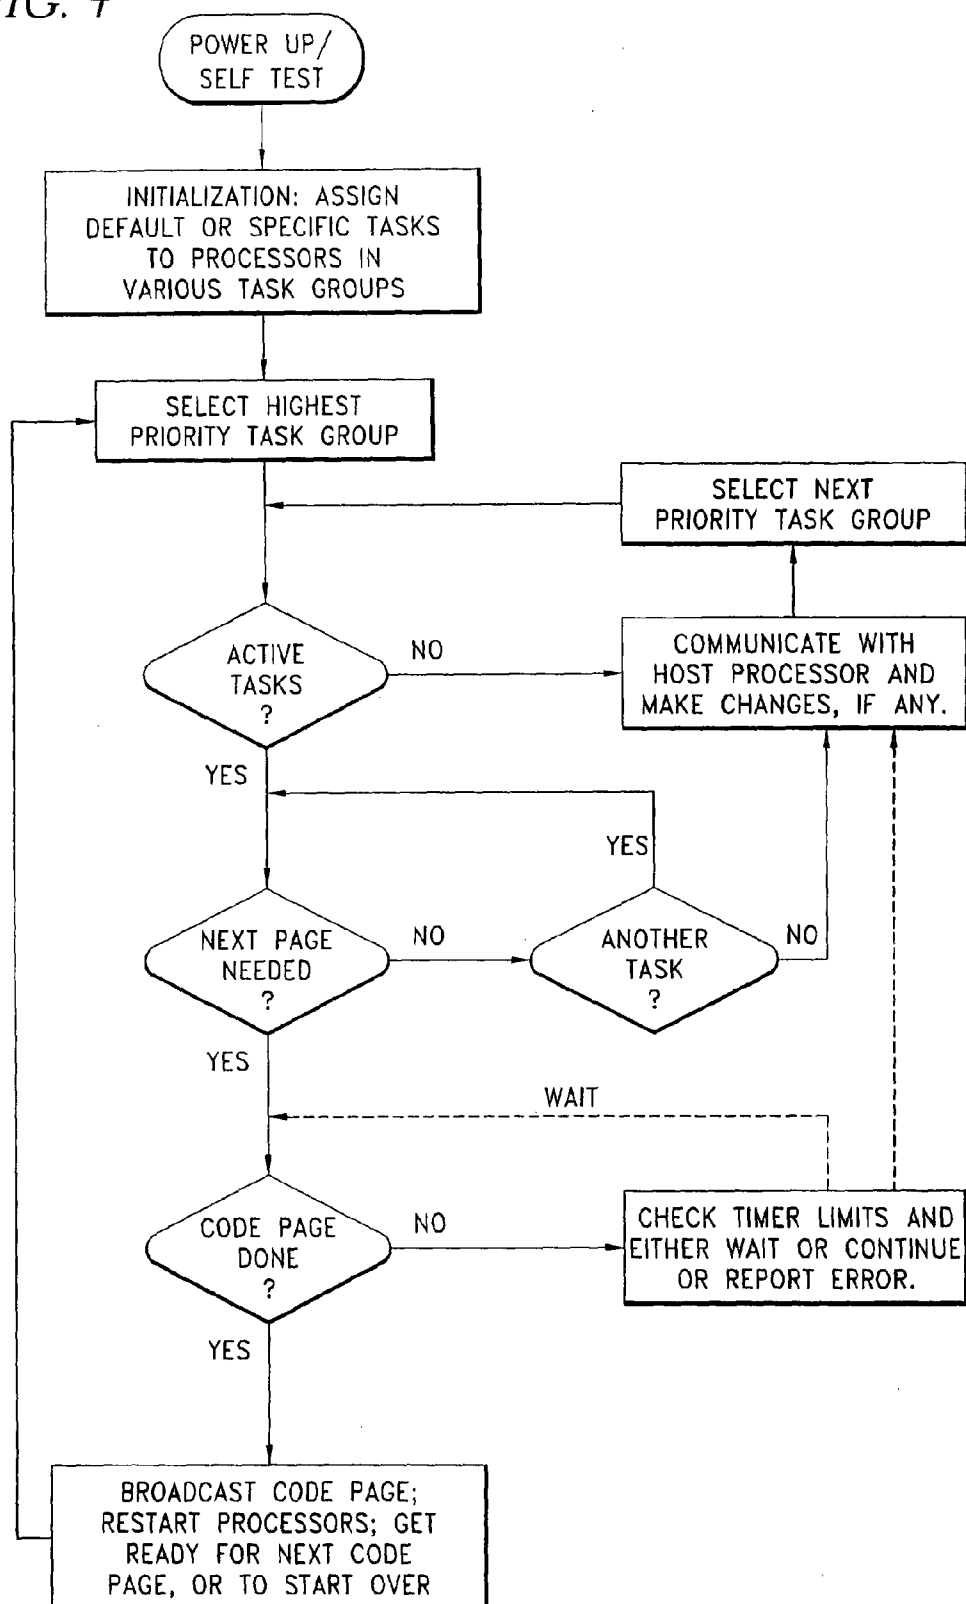 FIG. 4
POWER UP/
SELF TEST
INITIALIZATION: ASSIGN
DEFAULT OR SPECIFIC TASKS
TO PROCESSORS IN
VARIOUS TASK GROUPS
SELECT HIGHEST
PRIORITY TASK GROUP
SELECT NEXT
PRIORITY TASK GROUP
ACTIVE
TASKS
?
NO
COMMUNICATE WITH
HOST PROCESSOR AND
MAKE CHANGES, IF ANY.
YES
YES
NEXT PAGE
NEEDED
?
NO
ANOTHER
TASK
?
NO
YES
WAIT
CODE PAGE
DONE
?
NO
CHECK TIMER LIMITS AND
EITHER WAIT OR CONTINUE
OR REPORT ERROR.
YES
BROADCAST CODE PAGE;
RESTART PROCESSORS; GET
READY FOR NEXT CODE
PAGE, OR TO START OVER